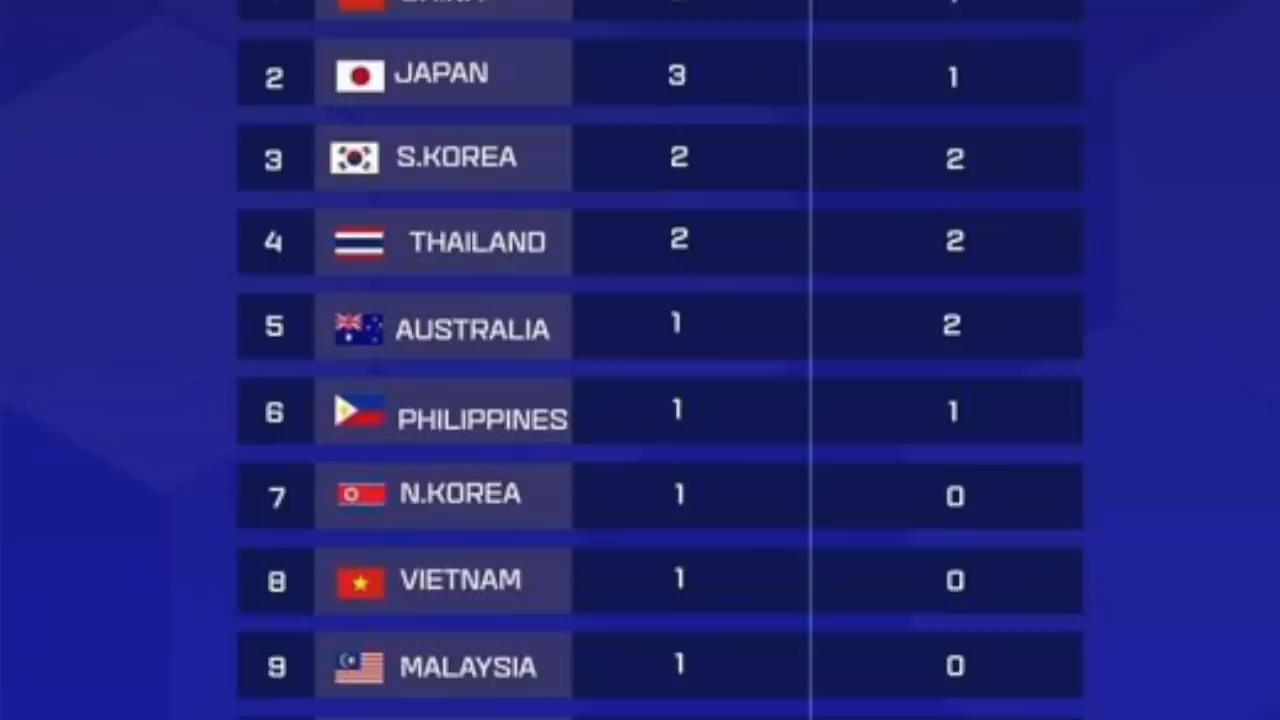 2 JAPAN 3 1
3 S.KOREA 2 2
4 THAILAND 2 2
5 AUSTRALIA 1 2
6 PHILIPPINES 1 1
7 N.KOREA 1 0
8 VIETNAM 1 0
9 MALAYSIA 1 0